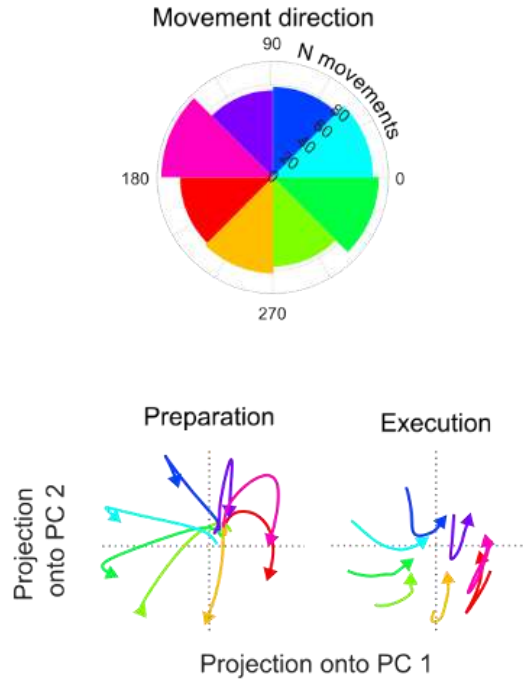 Movement direction
90
N movements
80
60
40
20
0
180
0
270
Preparation
Execution
Projection
onto PC 2
Projection onto PC 1